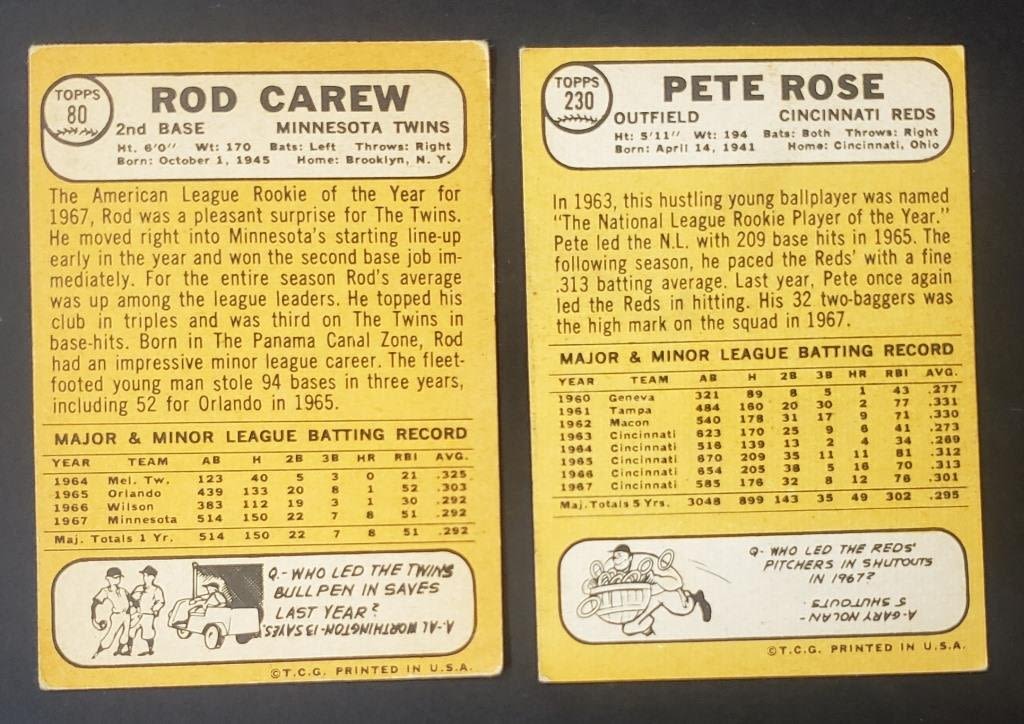 TOPPS
80
ROD CAREW
2nd BASE MINNESOTA TWINS
Ht. 6'0" Wt: 170 Bats: Left Throws: Right
Born: October 1, 1945 Home: Brooklyn, N. Y.
The American League Rookie of the Year for
1967, Rod was a pleasant surprise for The Twins.
He moved right into Minnesota's starting line-up
early in the year and won the second base job im-
mediately. For the entire season Rod's average
was up among the league leaders. He topped his
club in triples and was third on The Twins in
base-hits. Born in The Panama Canal Zone, Rod
had an impressive minor league career. The fleet-
footed young man stole 94 bases in three years,
including 52 for Orlando in 1965.
MAJOR & MINOR LEAGUE BATTING RECORD
YEAR TEAM AB H 2B 3B HR RBI AVG.
1964 Mel. Tw. 123 40 5 3 0 21 .325
1965 Orlando 439 133 20 8 1 52 .303
1966 Wilson 383 112 19 3 1 30 .292
1967 Minnesota 514 150 22 7 8 51 .292
Maj. Totals 1 Yr. 514 150 22 7 8 51 .292
Q.-WHO LED THE TWINS
BULLPEN IN SAVES
LAST YEAR?
A.-AL WORTHINGTON-13 SAVES.
©T.C.G. PRINTED IN U.S.A.
TOPPS
230
PETE ROSE
OUTFIELD CINCINNATI REDS
Ht: 5'11" Wt: 194 Bats: Both Throws: Right
Born: April 14, 1941 Home: Cincinnati, Ohio
In 1963, this hustling young ballplayer was named
"The National League Rookie Player of the Year."
Pete led the N.L. with 209 base hits in 1965. The
following season, he paced the Reds' with a fine
.313 batting average. Last year, Pete once again
led the Reds in hitting. His 32 two-baggers was
the high mark on the squad in 1967.
MAJOR & MINOR LEAGUE BATTING RECORD
YEAR TEAM AB H 2B 3B HR RBI AVG.
1960 Geneva 321 89 8 5 1 43 .277
1961 Tampa 484 160 20 30 2 77 .331
1962 Macon 540 178 31 17 9 71 .330
1963 Cincinnati 623 170 25 9 6 41 .273
1964 Cincinnati 516 139 13 2 4 34 .269
1965 Cincinnati 670 209 35 11 11 81 .312
1966 Cincinnati 654 205 38 5 16 70 .313
1967 Cincinnati 585 176 32 8 12 76 .301
Maj. Totals 5 Yrs. 3048 899 143 35 49 302 .295
Q- WHO LED THE REDS'
PITCHERS IN SHUTOUTS
IN 1967?
A-GARY NOLAN-
5 SHUTOUTS.
©T.C.G. PRINTED IN U.S.A.